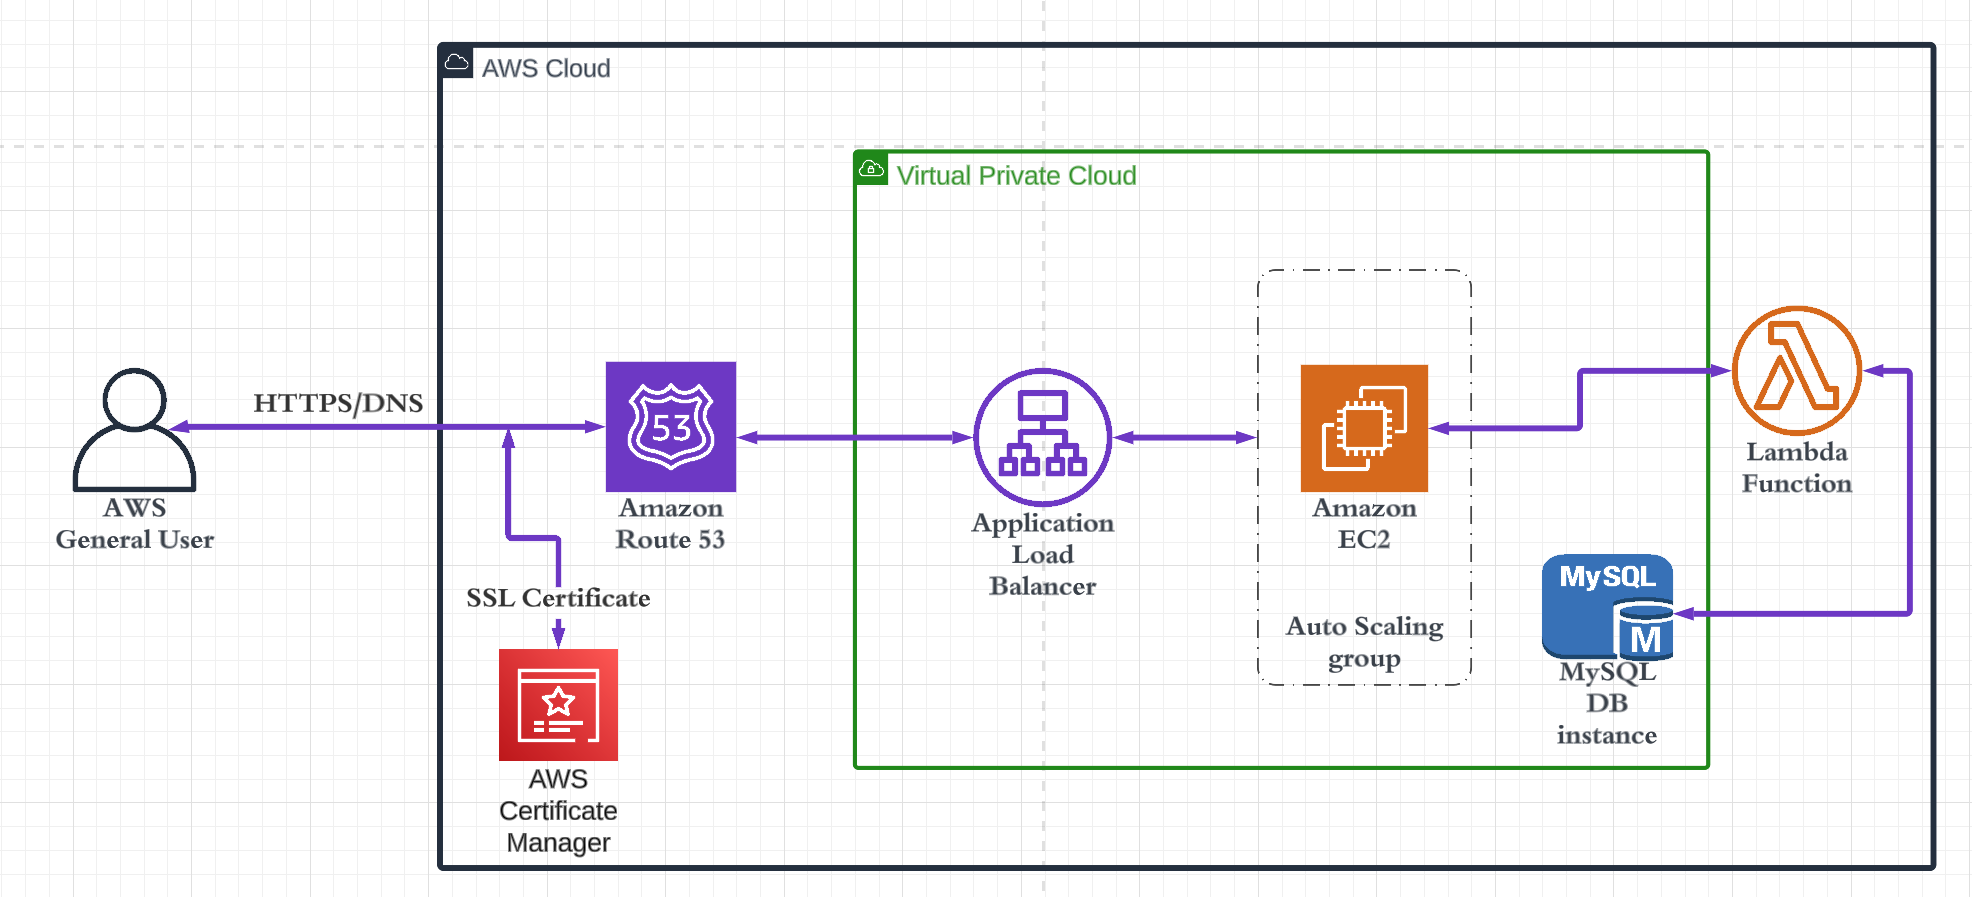 AWS Cloud
Virtual Private Cloud
HTTPS/DNS
AWS
General User
53
Amazon
Route 53
SSL Certificate
AWS
Certificate
Manager
Application
Load
Balancer
Amazon
EC2
Auto Scaling
group
Lambda
Function
MySQL
M
MySQL
DB
instance